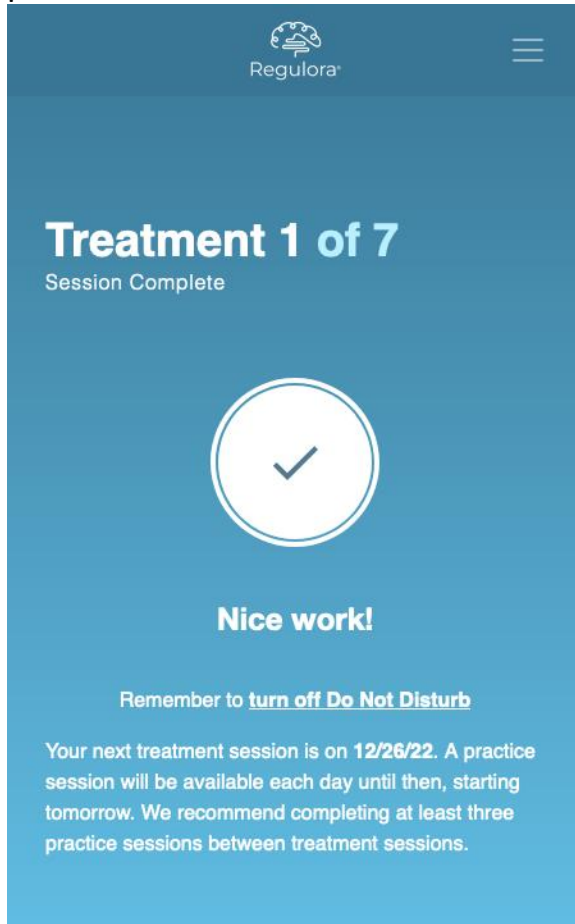 Regulora®
Treatment 1 of 7
Session Complete
Nice work!
Remember to turn off Do Not Disturb
Your next treatment session is on 12/26/22. A practice
session will be available each day until then, starting
tomorrow. We recommend completing at least three
practice sessions between treatment sessions.